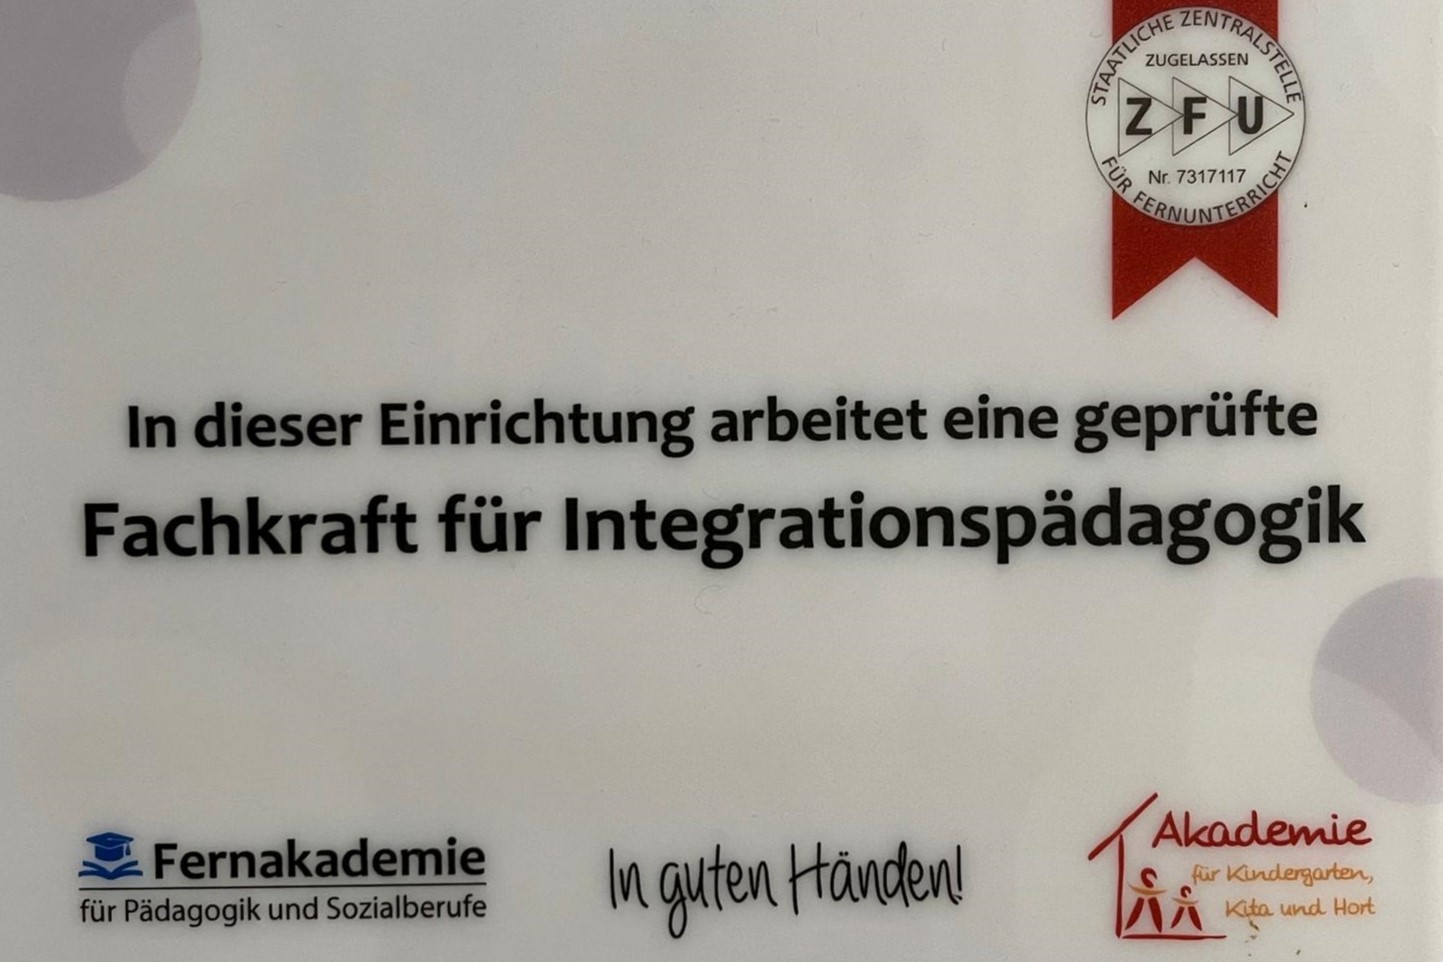 STAATLICHE ZENTRALSTELLE
ZUGELASSEN
Z F U
Nr. 7317117
FÜR FERNUNTERRICHT
In dieser Einrichtung arbeitet eine geprüfte
Fachkraft für Integrationspädagogik
Fernakademie
für Pädagogik und Sozialberufe
In guten Händen!
Akademie
für Kindergarten,
Kita und Hort